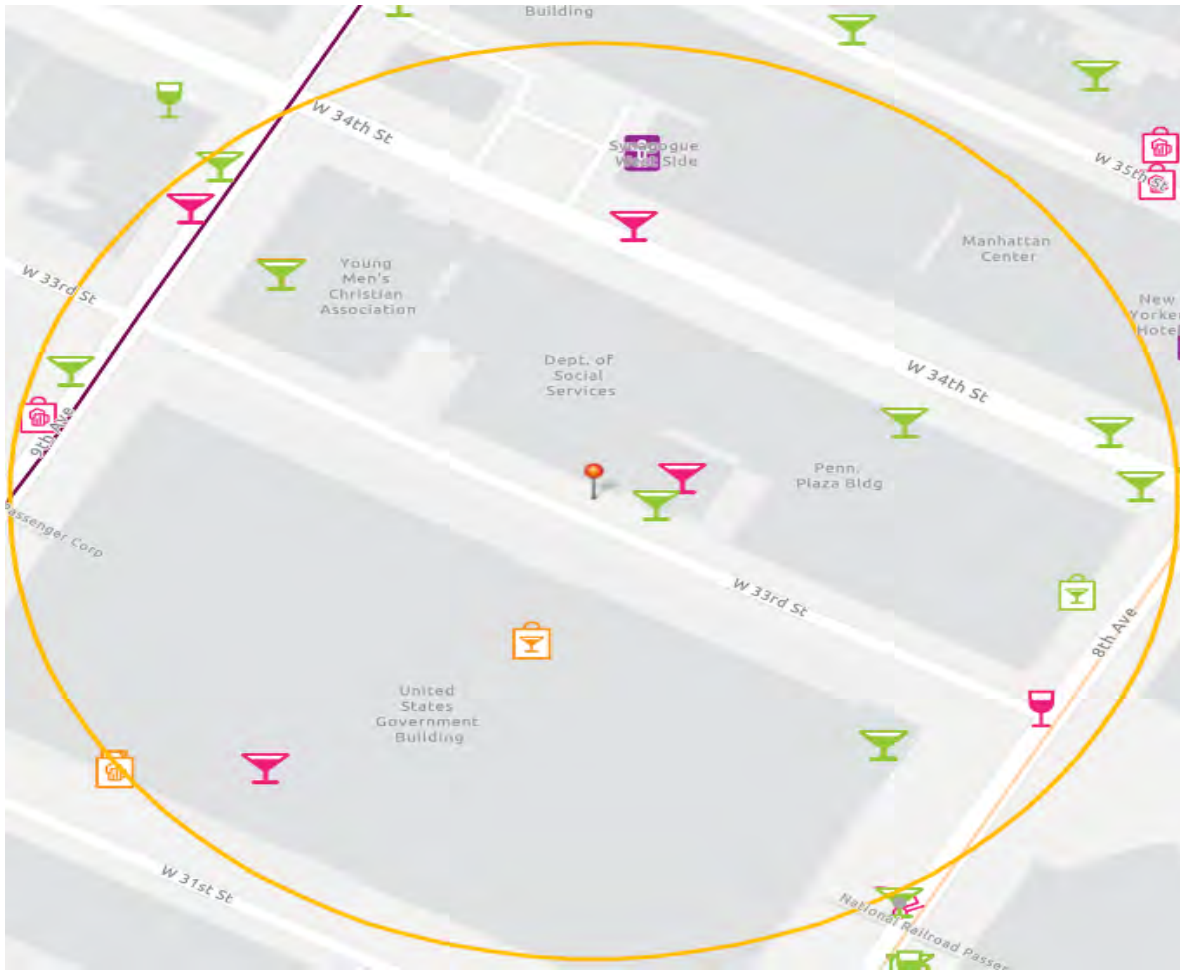 Building
W 34th St
Synagogue
West Side
W 35th St
Manhattan
Center
Young
Men's
Christian
Association
W 33rd St
New
Yorker
Hotel
Dept. of
Social
Services
W 34th St
9th Ave
Penn.
Plaza Bldg
Passenger Corp
W 33rd St
8th Ave
United
States
Government
Building
W 31st St
National Railroad Passen